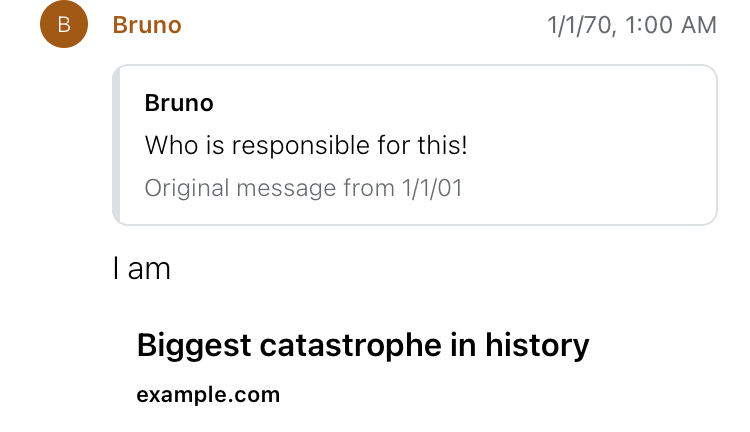 B Bruno 1/1/70, 1:00 AM
Bruno
Who is responsible for this!
Original message from 1/1/01
I am
Biggest catastrophe in history
example.com